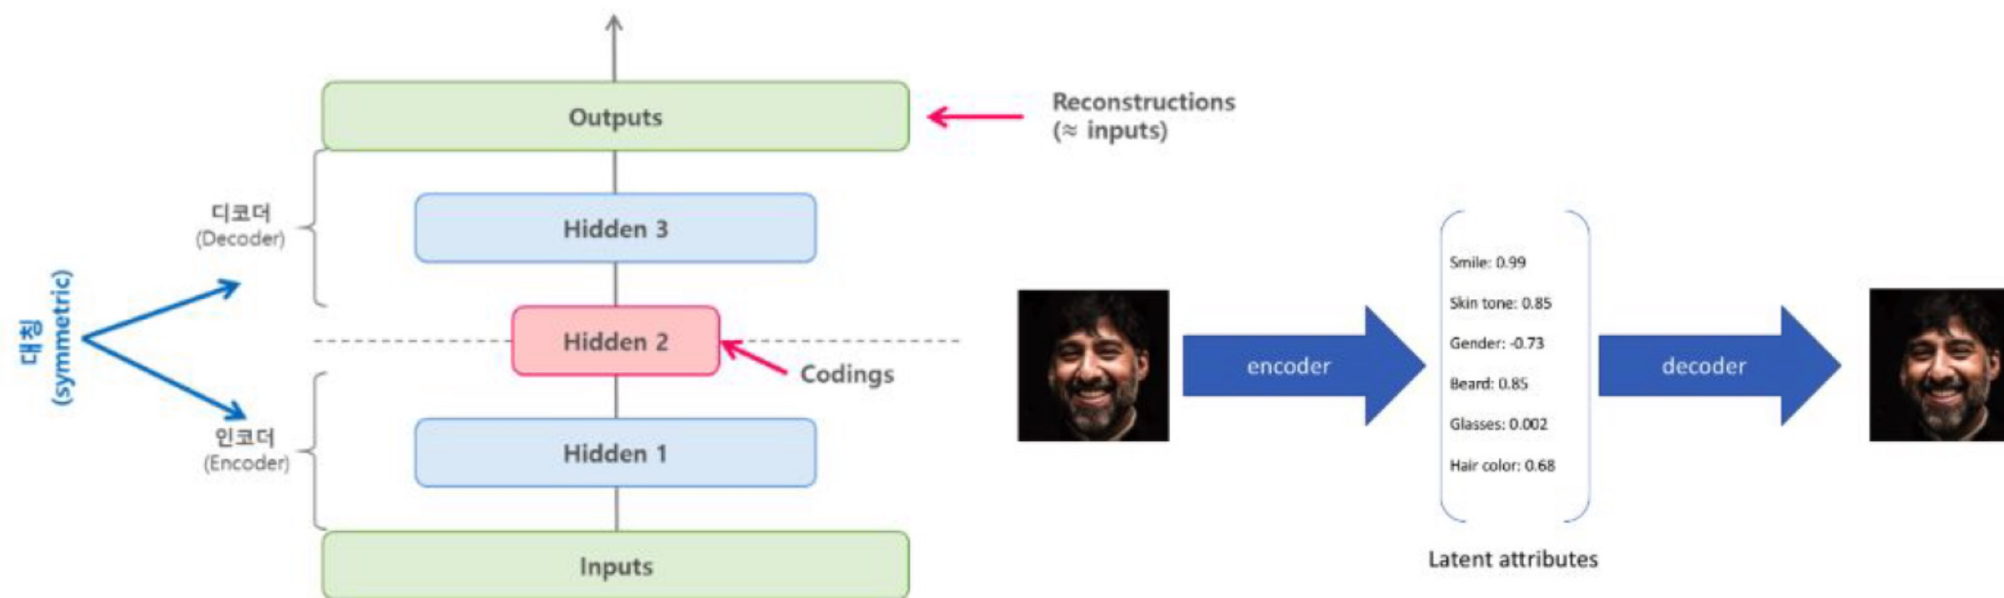 Outputs
Reconstructions
(≈ inputs)
디코더
(Decoder)
Hidden 3
대칭
(symmetric)
Hidden 2
Codings
인코더
(Encoder)
Hidden 1
Inputs
encoder
Smile: 0.99
Skin tone: 0.85
Gender: -0.73
Beard: 0.85
Glasses: 0.002
Hair color: 0.68
decoder
Latent attributes